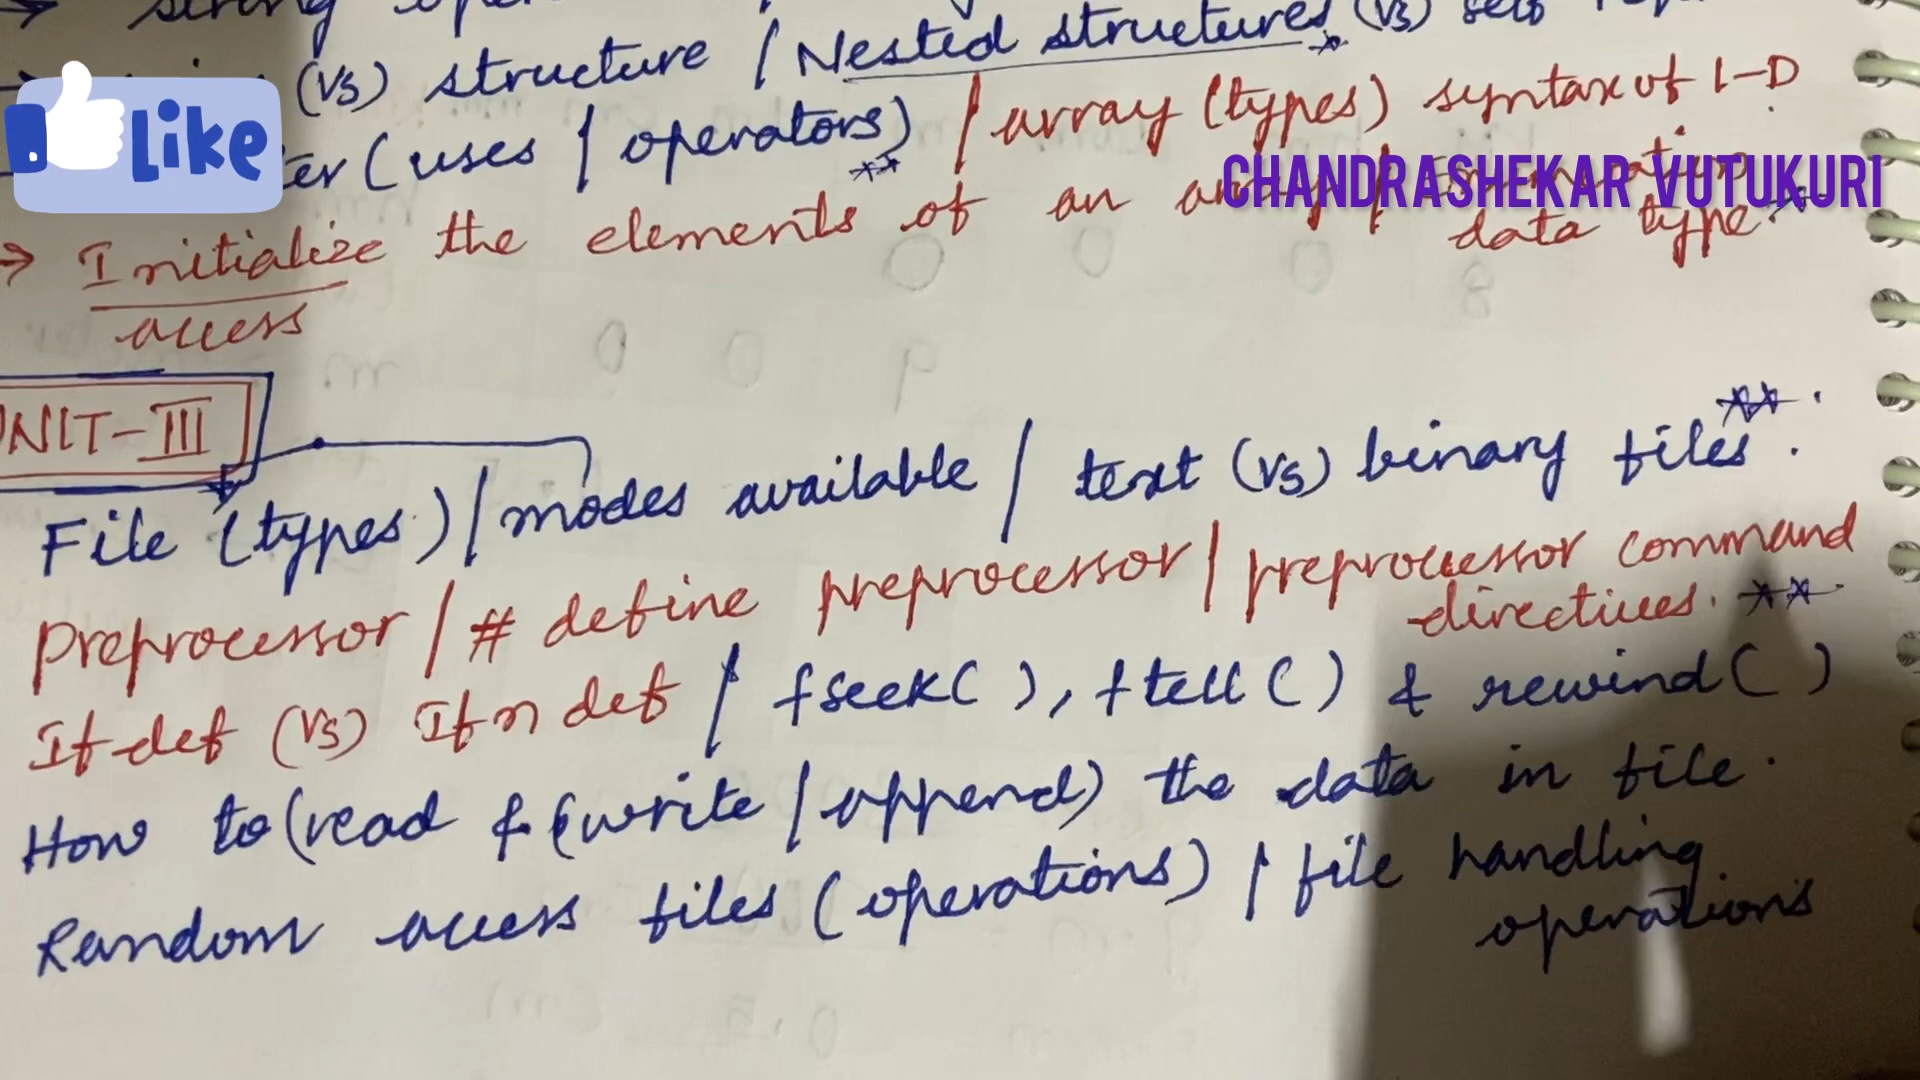 → string
(vs) structure / Nested structures (vs) self
(uses / operators) ** / array (types) syntax of 1-D
Like
CHANDRASHEKAR VUTUKURI
→ Initialize the elements of an
data type
access
UNIT-III
File (types) / modes available / text (vs) binary files **.
Preprocessor / # define preprocessor / preprocessor command
directives. **
If def (vs) If n def / fseek( ), ftell( ) & rewind( )
How to (read & (write / append) the data in file.
Random access files (operations) / file handling
operations